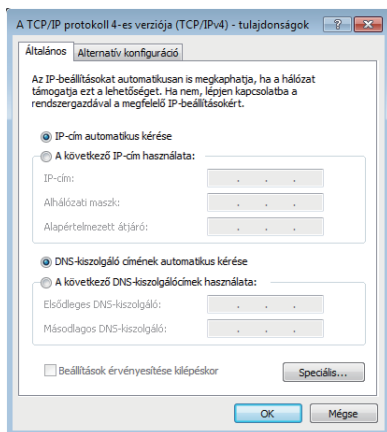 A TCP/IP protokoll 4-es verziója (TCP/IPv4) - tulajdonságok
Általános
Alternatív konfiguráció
Az IP-beállításokat automatikusan is megkaphatja, ha a hálózat
támogatja ezt a lehetőséget. Ha nem, lépjen kapcsolatba a
rendszergazdával a megfelelő IP-beállításokért.
IP-cím automatikus kérése
A következő IP-cím használata:
IP-cím:
Alhálózati maszk:
Alapértelmezett átjáró:
DNS-kiszolgáló címének automatikus kérése
A következő DNS-kiszolgálócímek használata:
Elsődleges DNS-kiszolgáló:
Másodlagos DNS-kiszolgáló:
Beállítások érvényesítése kilépéskor
Speciális...
OK
Mégse